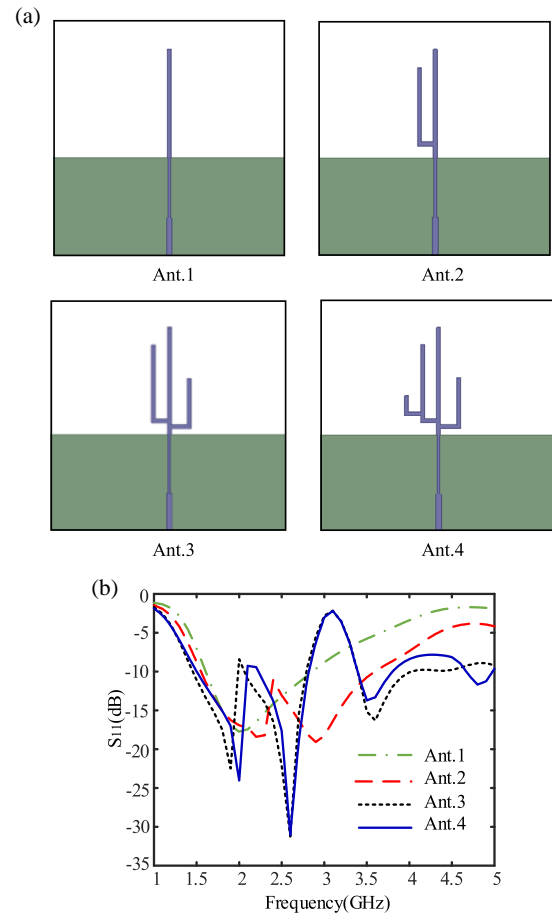 (a)
Ant.1
Ant.2
Ant.3
Ant.4
(b)
0
-5
-10
-15
-20
-25
-30
-35
S11(dB)
Ant.1
Ant.2
Ant.3
Ant.4
1 1.5 2 2.5 3 3.5 4 4.5 5
Frequency(GHz)